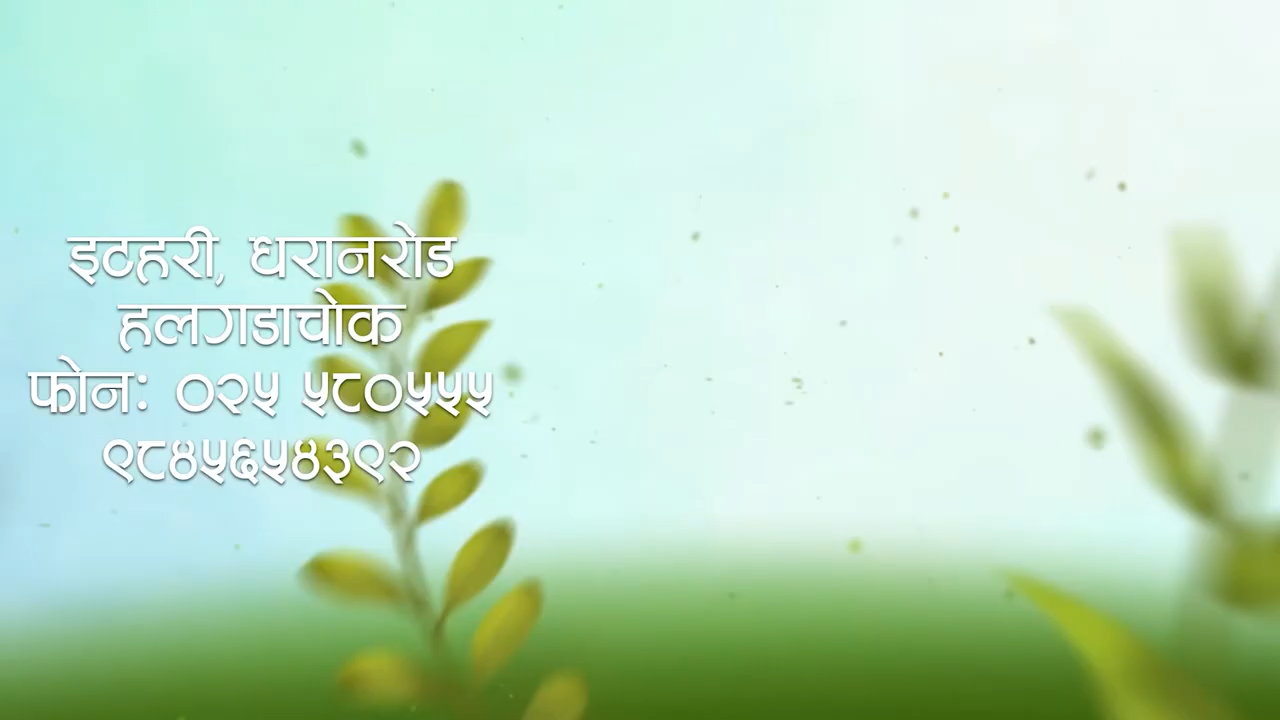 इटहरी, धरानरोड
हलगडाचोक
फोनः ०२५ ५८०५५५
९८४५६५४३९२